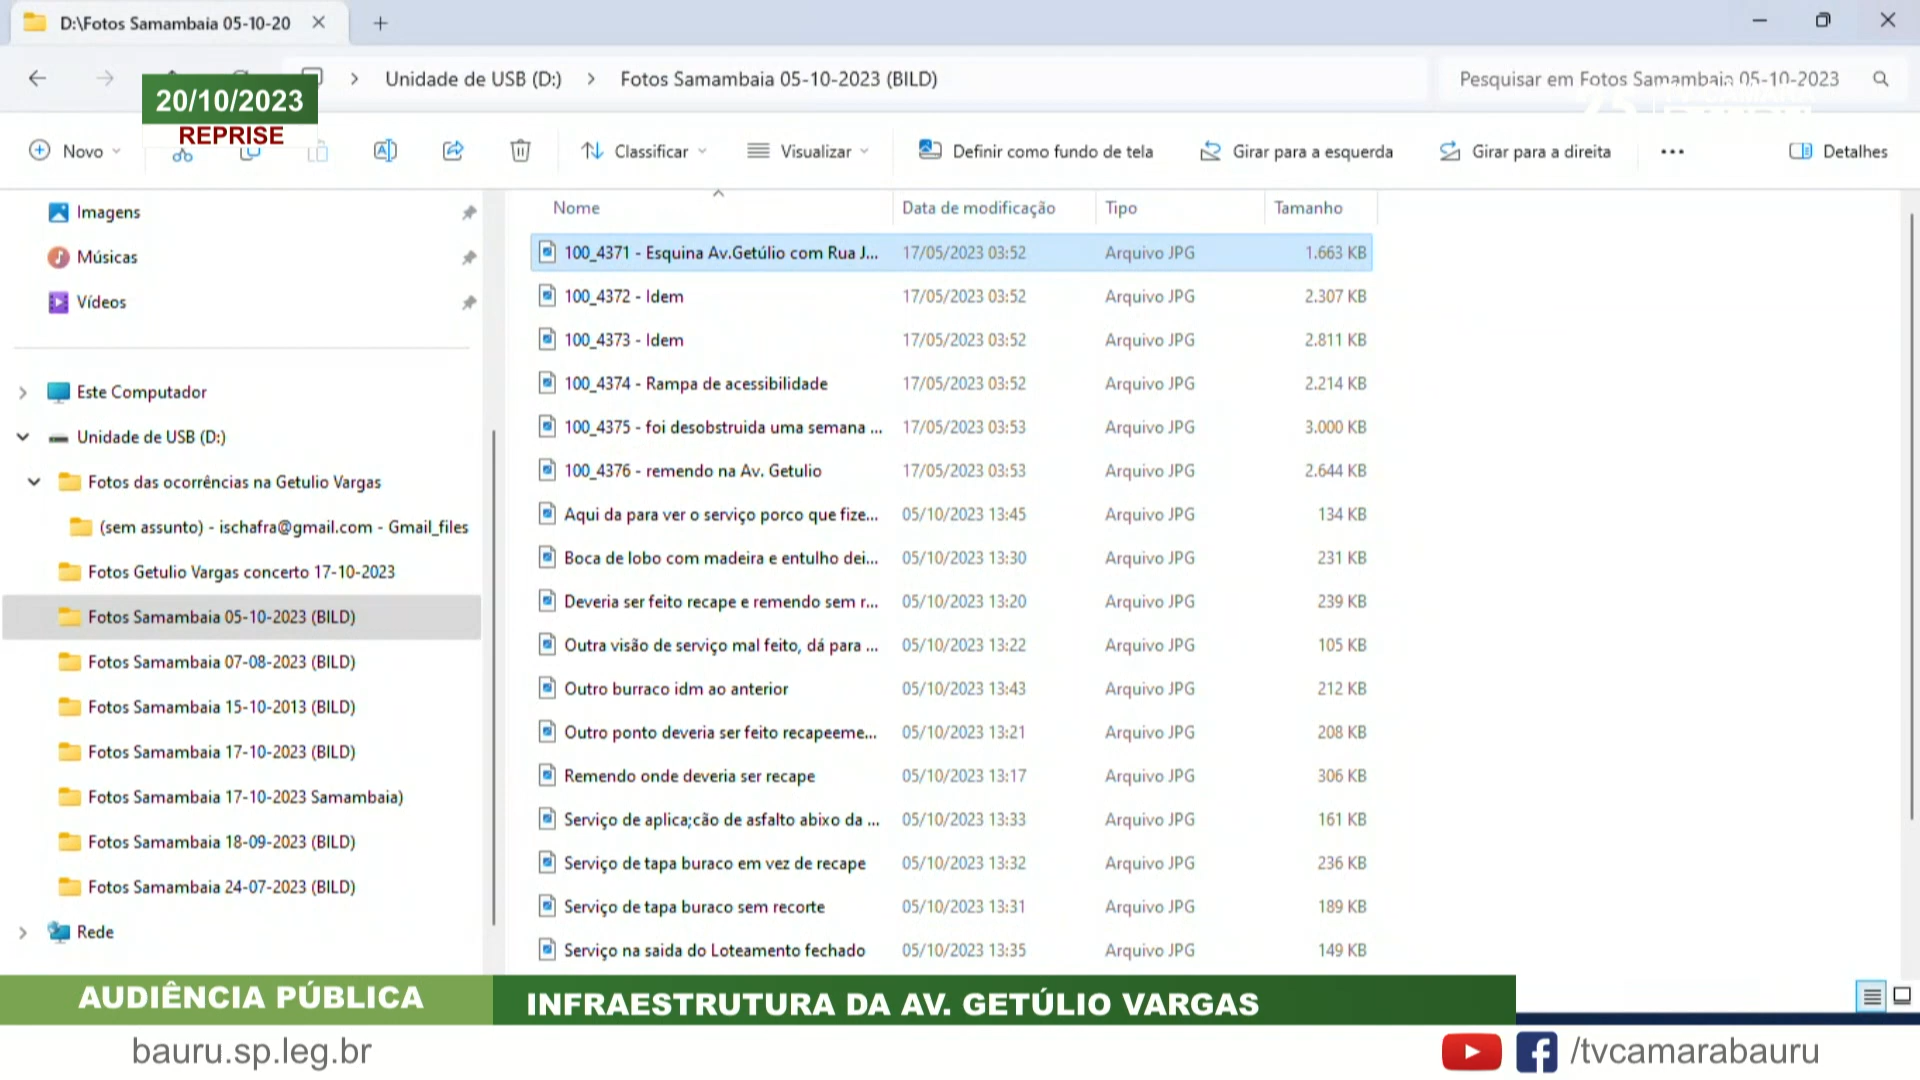 D:\Fotos Samambaia 05-10-20
Unidade de USB (D:) > Fotos Samambaia 05-10-2023 (BILD)
Pesquisar em Fotos Samambaia 05-10-2023
20/10/2023
REPRISE
Novo
Classificar
Visualizar
Definir como fundo de tela
Girar para a esquerda
Girar para a direita
Detalhes
Imagens
Músicas
Vídeos
Este Computador
Unidade de USB (D:)
Fotos das ocorrências na Getulio Vargas
(sem assunto) - ischafra@gmail.com - Gmail_files
Fotos Getulio Vargas concerto 17-10-2023
Fotos Samambaia 05-10-2023 (BILD)
Fotos Samambaia 07-08-2023 (BILD)
Fotos Samambaia 15-10-2013 (BILD)
Fotos Samambaia 17-10-2023 (BILD)
Fotos Samambaia 17-10-2023 Samambaia)
Fotos Samambaia 18-09-2023 (BILD)
Fotos Samambaia 24-07-2023 (BILD)
Rede
Nome Data de modificação Tipo Tamanho
100_4371 - Esquina Av.Getúlio com Rua J... 17/05/2023 03:52 Arquivo JPG 1.663 KB
100_4372 - Idem 17/05/2023 03:52 Arquivo JPG 2.307 KB
100_4373 - Idem 17/05/2023 03:52 Arquivo JPG 2.811 KB
100_4374 - Rampa de acessibilidade 17/05/2023 03:52 Arquivo JPG 2.214 KB
100_4375 - foi desobstruida uma semana ... 17/05/2023 03:53 Arquivo JPG 3.000 KB
100_4376 - remendo na Av. Getulio 17/05/2023 03:53 Arquivo JPG 2.644 KB
Aqui da para ver o serviço porco que fize... 05/10/2023 13:45 Arquivo JPG 134 KB
Boca de lobo com madeira e entulho dei... 05/10/2023 13:30 Arquivo JPG 231 KB
Deveria ser feito recape e remendo sem r... 05/10/2023 13:20 Arquivo JPG 239 KB
Outra visão de serviço mal feito, dá para ... 05/10/2023 13:22 Arquivo JPG 105 KB
Outro burraco idm ao anterior 05/10/2023 13:43 Arquivo JPG 212 KB
Outro ponto deveria ser feito recapeeme... 05/10/2023 13:21 Arquivo JPG 208 KB
Remendo onde deveria ser recape 05/10/2023 13:17 Arquivo JPG 306 KB
Serviço de aplica;cão de asfalto abixo da ... 05/10/2023 13:33 Arquivo JPG 161 KB
Serviço de tapa buraco em vez de recape 05/10/2023 13:32 Arquivo JPG 236 KB
Serviço de tapa buraco sem recorte 05/10/2023 13:31 Arquivo JPG 189 KB
Serviço na saida do Loteamento fechado 05/10/2023 13:35 Arquivo JPG 149 KB
AUDIÊNCIA PÚBLICA
INFRAESTRUTURA DA AV. GETÚLIO VARGAS
bauru.sp.leg.br
/tvcamarabauru